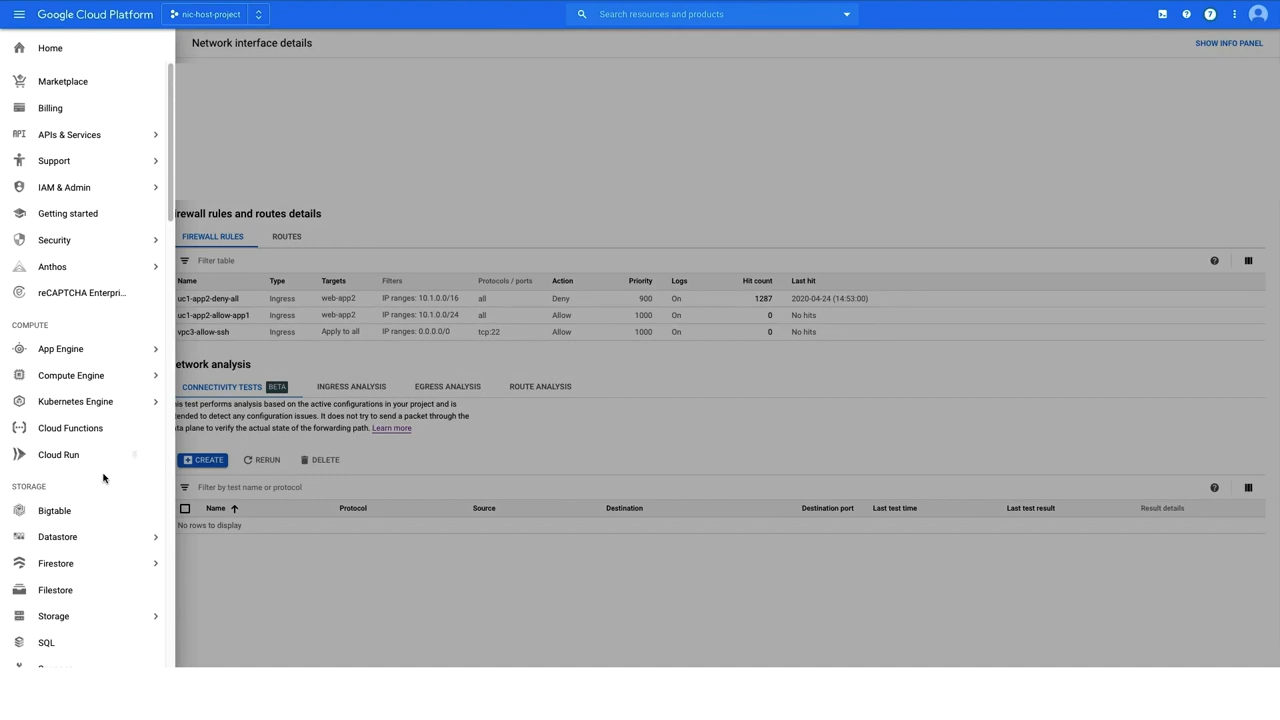 Google Cloud Platform
nic-host-project
Search resources and products
7
Home
Marketplace
Billing
APIs & Services
Support
IAM & Admin
Getting started
Security
Anthos
reCAPTCHA Enterpri...
COMPUTE
App Engine
Compute Engine
Kubernetes Engine
Cloud Functions
Cloud Run
STORAGE
Bigtable
Datastore
Firestore
Filestore
Storage
SQL
Network interface details
SHOW INFO PANEL
irewall rules and routes details
FIREWALL RULES ROUTES
Filter table
Name Type Targets Filters Protocols / ports Action Priority Logs Hit count Last hit
uc1-app2-deny-all Ingress web-app2 IP ranges: 10.1.0.0/16 all Deny 900 On 1287 2020-04-24 (14:53:00)
uc1-app2-allow-app1 Ingress web-app2 IP ranges: 10.1.0.0/24 all Allow 1000 On 0 No hits
vpc3-allow-ssh Ingress Apply to all IP ranges: 0.0.0.0/0 tcp:22 Allow 1000 On 0 No hits
etwork analysis
CONNECTIVITY TESTS BETA INGRESS ANALYSIS EGRESS ANALYSIS ROUTE ANALYSIS
his test performs analysis based on the active configurations in your project and is
tended to detect any configuration issues. It does not try to send a packet through the
ata plane to verify the actual state of the forwarding path. Learn more
CREATE RERUN DELETE
Filter by test name or protocol
Name Protocol Source Destination Destination port Last test time Last test result Result details
No rows to display